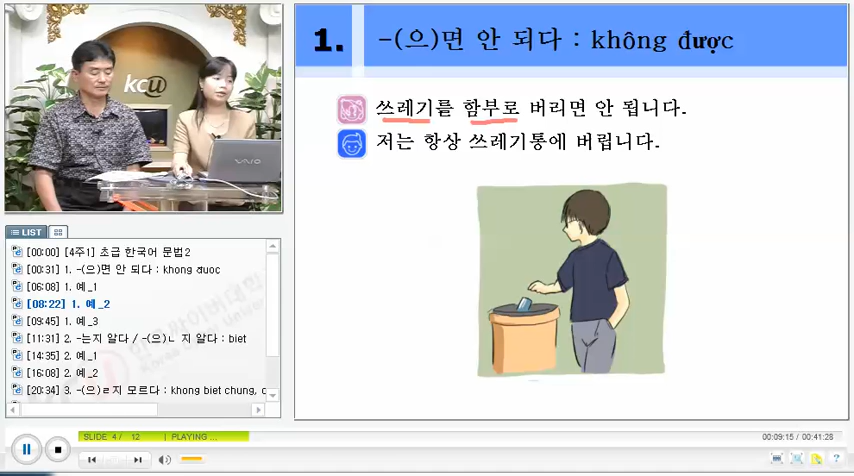 kcu
VAIO
1. -(으)면 안 되다 : không được
쓰레기를 함부로 버리면 안 됩니다.
저는 항상 쓰레기통에 버립니다.
LIST
[00:00] [4주1] 초급 한국어 문법2
[00:31] 1. -(으)면 안 되다 : khong đuoc
[06:08] 1. 예_1
[08:22] 1. 예_2
[09:45] 1. 예_3
[11:31] 2. -는지 알다 / -(으)ㄴ 지 알다 : biet
[14:35] 2. 예_1
[16:08] 2. 예_2
[20:34] 3. -(으)ㄹ지 모르다 : khong biet chung, c
SLIDE 4 / 12 | PLAYING ...
00:09:15 / 00:41:28